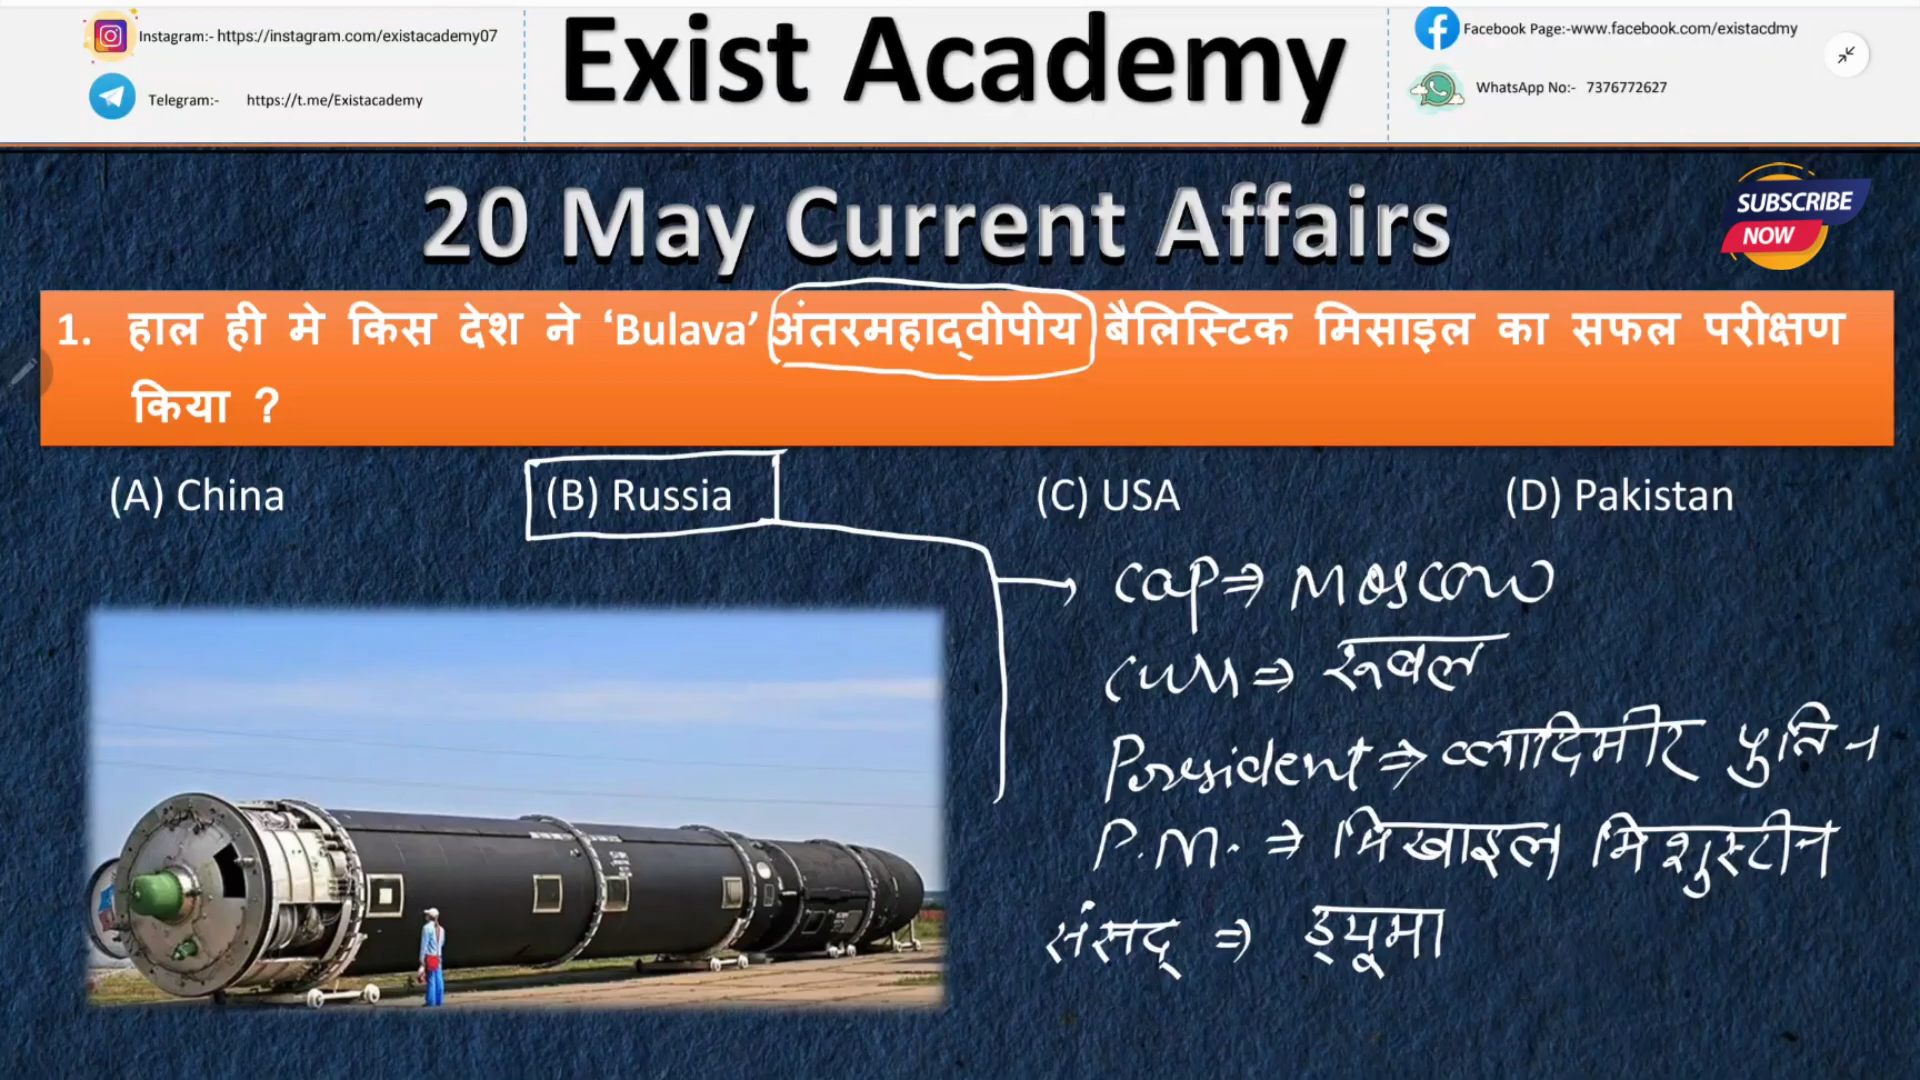 Instagram:- https://instagram.com/existacademy07
Telegram:- https://t.me/Existacademy
Exist Academy
Facebook Page:-www.facebook.com/existacdmy
WhatsApp No:- 7376772627
20 May Current Affairs
SUBSCRIBE
NOW
1. हाल ही मे किस देश ने ‘Bulava’ अंतरमहाद्वीपीय बैलिस्टिक मिसाइल का सफल परीक्षण
किया ?
(A) China (B) Russia (C) USA (D) Pakistan
Cap ⇒ Moscow
Curr ⇒ रूबल
President ⇒ व्लादिमीर पुतिन
P.M. ⇒ मिखाइल मिशुस्टीन
संसद् ⇒ ड्यूमा